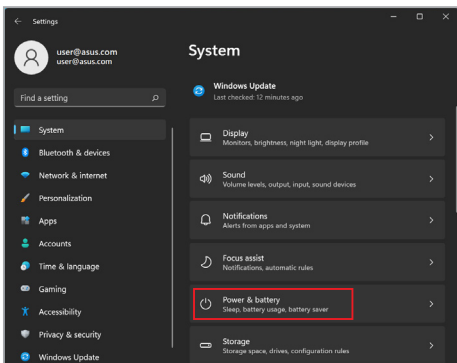 Settings
user@asus.com
user@asus.com
Find a setting
System
Bluetooth & devices
Network & internet
Personalization
Apps
Accounts
Time & language
Gaming
Accessibility
Privacy & security
Windows Update
System
Windows Update
Last checked: 12 minutes ago
Display
Monitors, brightness, night light, display profile
Sound
Volume levels, output, input, sound devices
Notifications
Alerts from apps and system
Focus assist
Notifications, automatic rules
Power & battery
Sleep, battery usage, battery saver
Storage
Storage space, drives, configuration rules